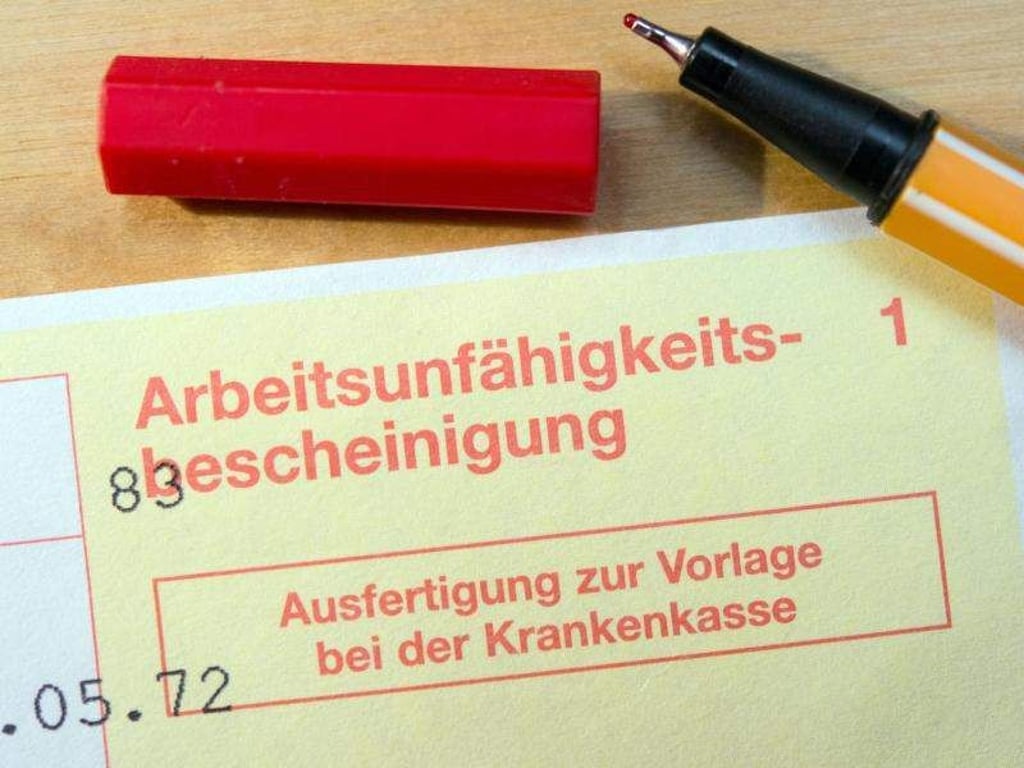 Arbeitsunfähigkeits- 1
bescheinigung
83
Ausfertigung zur Vorlage
bei der Krankenkasse
.05.72